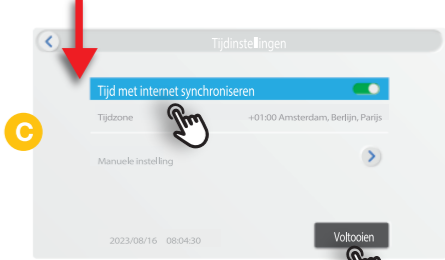 Tijdinstellingen
Tijd met internet synchroniseren
Tijdzone +01:00 Amsterdam, Berlijn, Parijs
C
Manuele instelling
2023/08/16 08:04:30
Voltooien